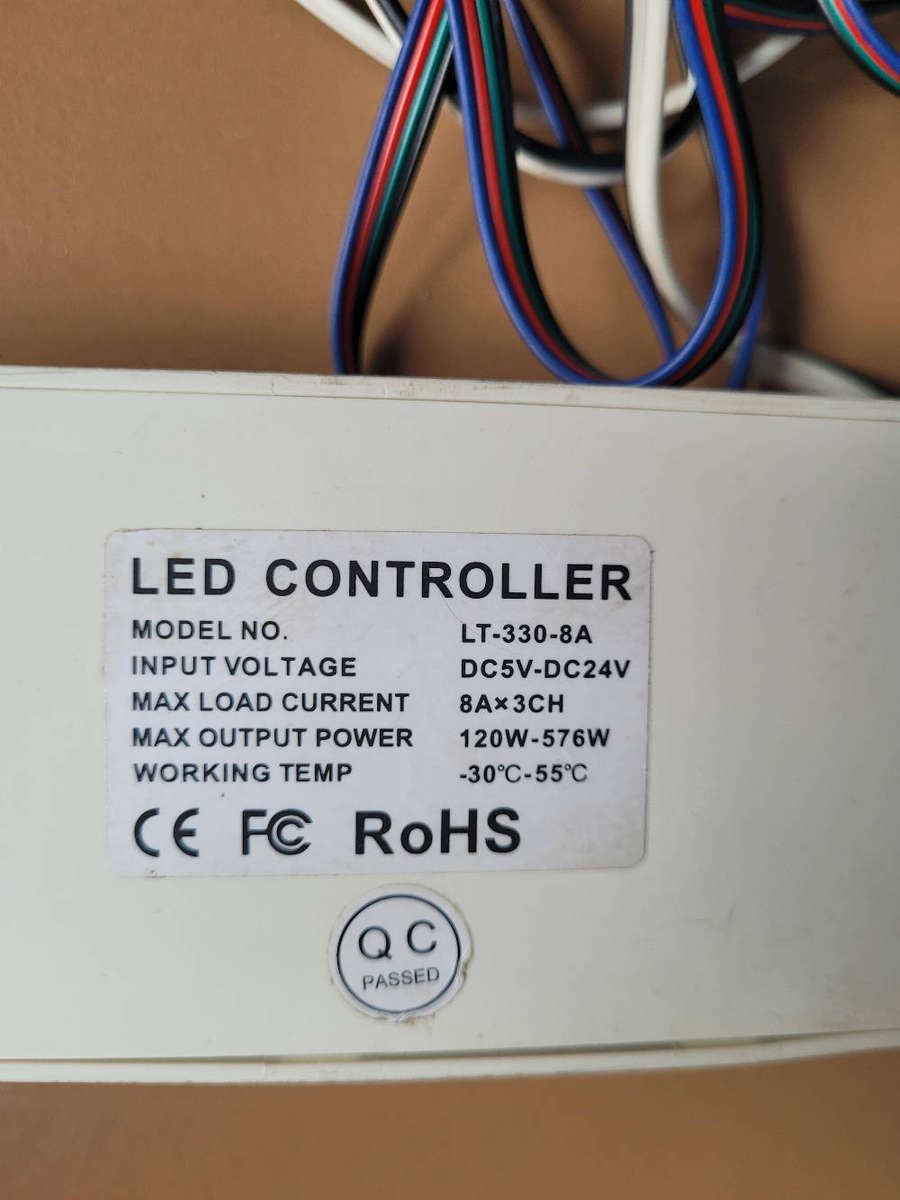 LED CONTROLLER
MODEL NO. LT-330-8A
INPUT VOLTAGE DC5V-DC24V
MAX LOAD CURRENT 8A×3CH
MAX OUTPUT POWER 120W-576W
WORKING TEMP -30℃-55℃
CE FC RoHS
QC
PASSED